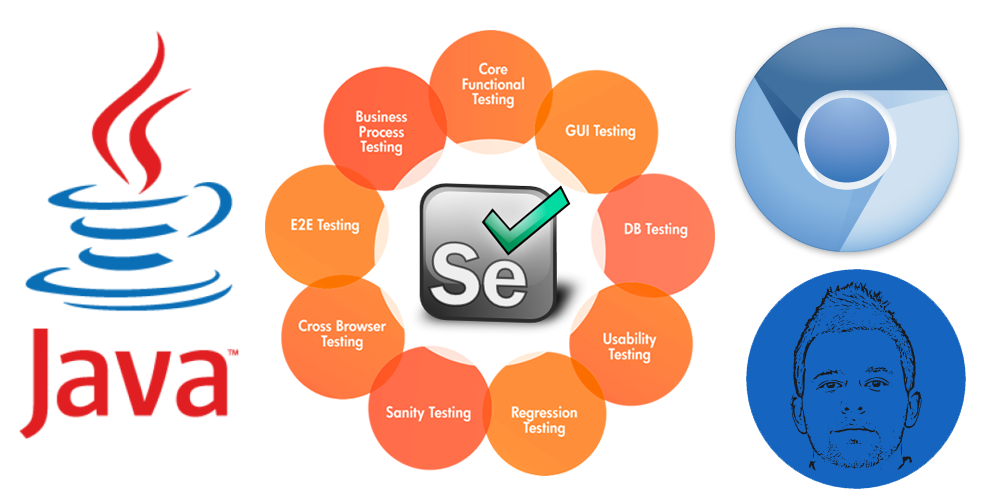 Java™
Core
Functional
Testing
GUI Testing
DB Testing
Usability
Testing
Regression
Testing
Sanity Testing
Cross Browser
Testing
E2E Testing
Business
Process
Testing
Se